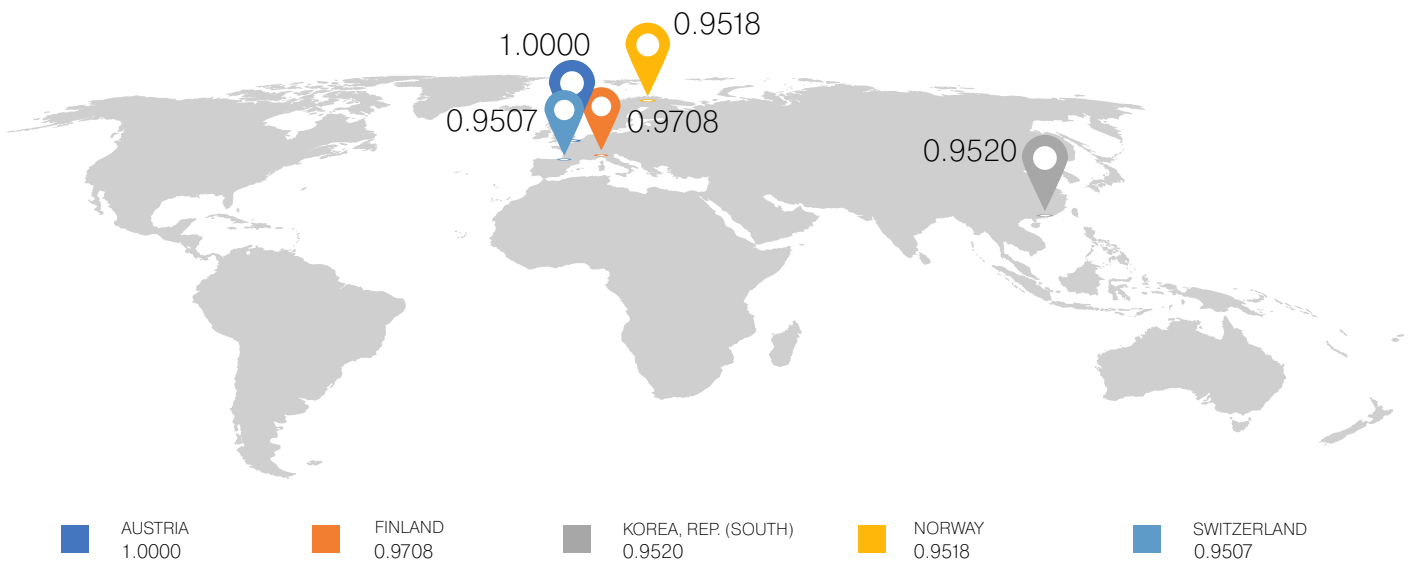 0.9518
1.0000
0.9507
0.9708
0.9520
AUSTRIA
1.0000
FINLAND
0.9708
KOREA, REP. (SOUTH)
0.9520
NORWAY
0.9518
SWITZERLAND
0.9507